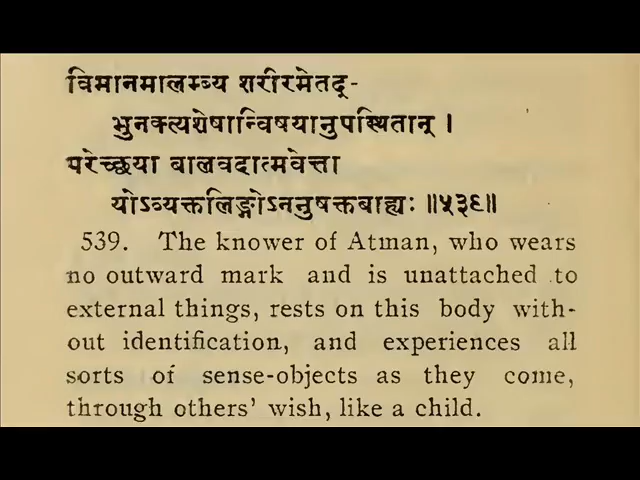 विमानमालम्ब्य शरीरमेतद्-
भुनक्त्यशेषान्विषयानुपस्थितान् ।
परेच्छया बालवदात्मवेत्ता
योऽव्यक्तलिङ्गोऽननुषक्तबाह्यः ॥५३९॥
539. The knower of Atman, who wears
no outward mark and is unattached to
external things, rests on this body with-
out identification, and experiences all
sorts of sense-objects as they come,
through others' wish, like a child.